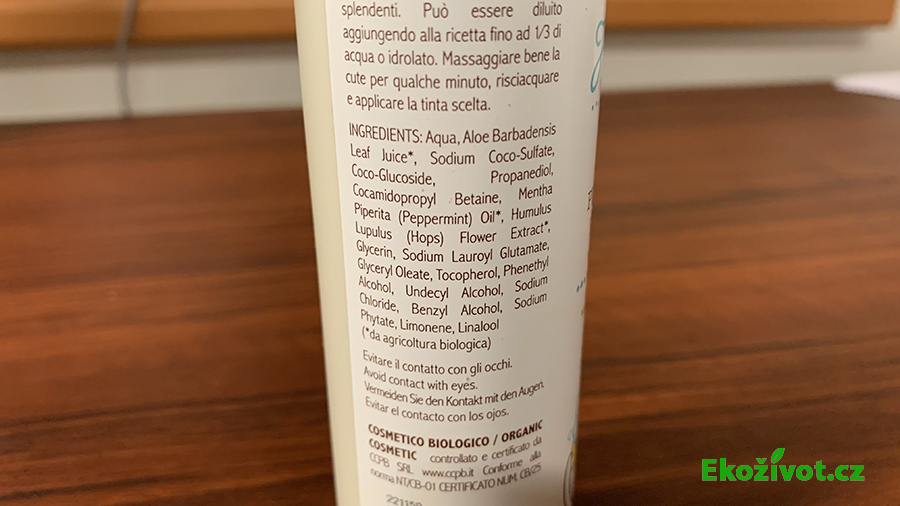 splendenti. Può essere diluito
aggiungendo alla ricetta fino ad 1/3 di
acqua o idrolato. Massaggiare bene la
cute per qualche minuto, risciacquare
e applicare la tinta scelta.
INGREDIENTS: Aqua, Aloe Barbadensis
Leaf Juice*, Sodium Coco-Sulfate,
Coco-Glucoside, Propanediol,
Cocamidopropyl Betaine, Mentha
Piperita (Peppermint) Oil*, Humulus
Lupulus (Hops) Flower Extract*,
Glycerin, Sodium Lauroyl Glutamate,
Glyceryl Oleate, Tocopherol, Phenethyl
Alcohol, Undecyl Alcohol, Sodium
Chloride, Benzyl Alcohol, Sodium
Phytate, Limonene, Linalool
(*da agricoltura biologica)
Evitare il contatto con gli occhi.
Avoid contact with eyes.
Vermeiden Sie den Kontakt mit den Augen.
Evitar el contacto con los ojos.
COSMETICO BIOLOGICO / ORGANIC
COSMETIC controllato e certificato da
CCPB SRL www.ccpb.it Conforme alla
norma NT/CB-01 CERTIFICATO NUM. CB/25
Ekoživot.cz